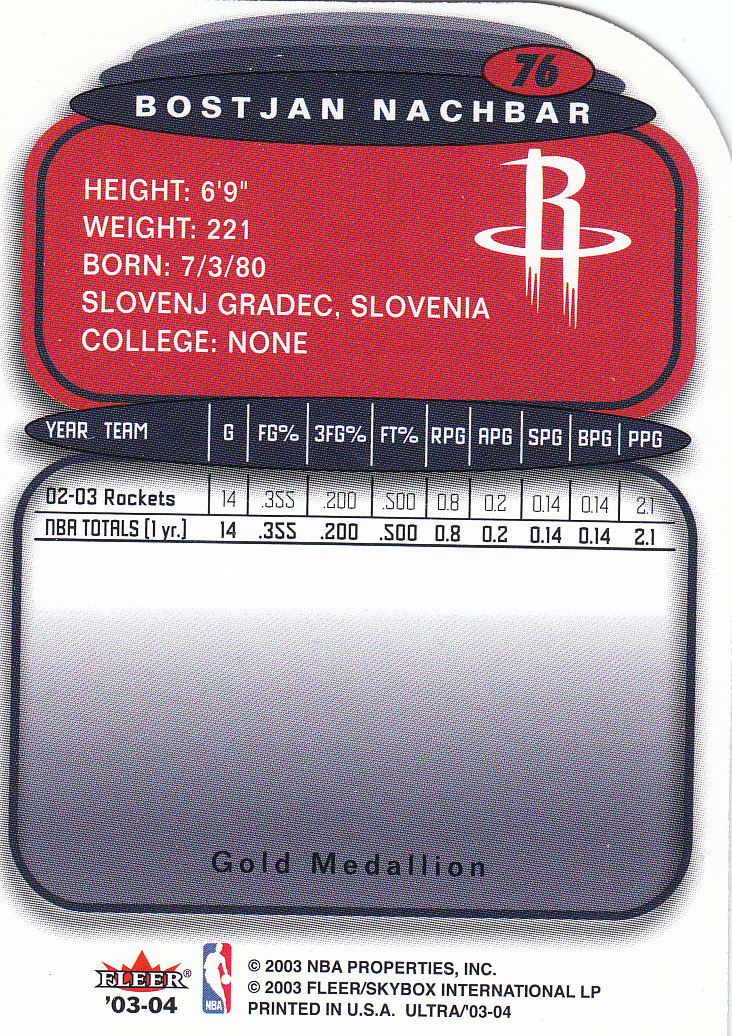 76
BOSTJAN NACHBAR
HEIGHT: 6'9"
WEIGHT: 221
BORN: 7/3/80
SLOVENJ GRADEC, SLOVENIA
COLLEGE: NONE
YEAR TEAM G FG% 3FG% FT% RPG APG SPG BPG PPG
02-03 Rockets 14 .355 .200 .500 0.8 0.2 0.14 0.14 2.1
NBA TOTALS (1 yr.) 14 .355 .200 .500 0.8 0.2 0.14 0.14 2.1
Gold Medallion
FLEER®
'03-04
NBA
© 2003 NBA PROPERTIES, INC.
© 2003 FLEER/SKYBOX INTERNATIONAL LP
PRINTED IN U.S.A. ULTRA/'03-04